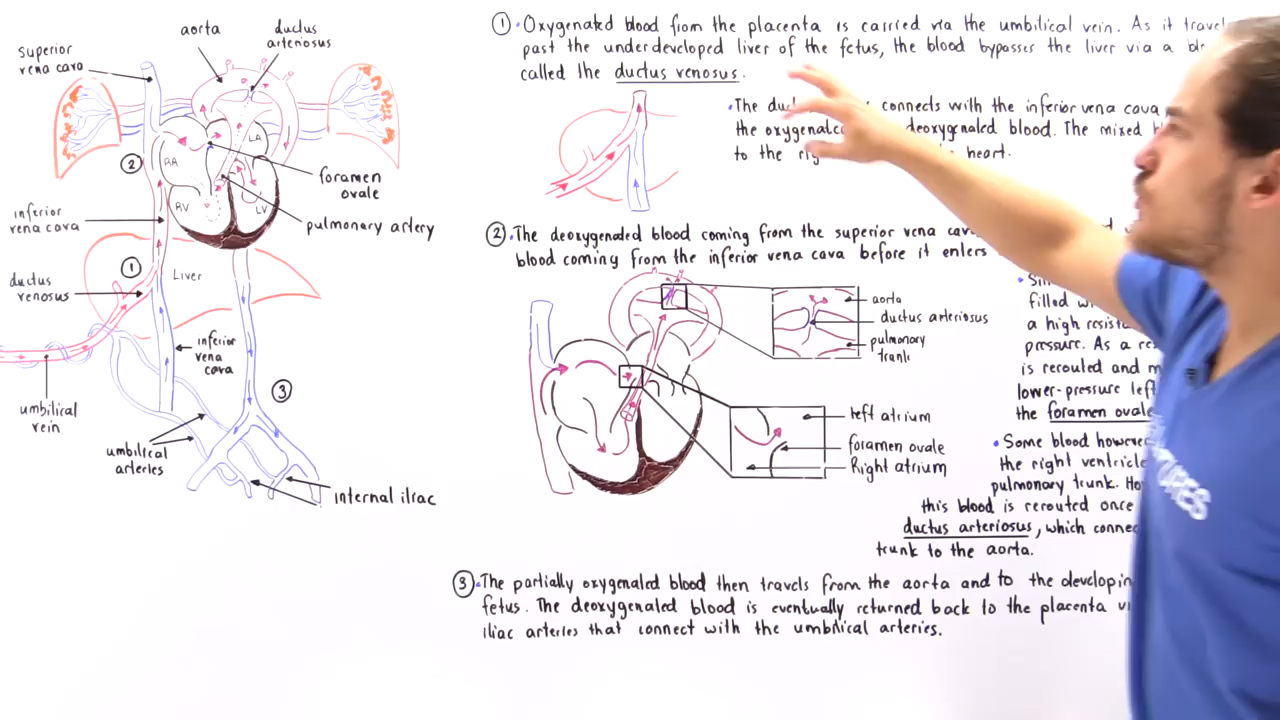 superior
vena cava
aorta
ductus
arteriosus
②
RA
LA
RV
LV
foramen
ovale
pulmonary artery
inferior
vena cava
①
Liver
ductus
venosus
inferior
vena
cava
umbilical
vein
③
umbilical
arteries
internal iliac
① • Oxygenated blood from the placenta is carried via the umbilical vein. As it travel
past the underdeveloped liver of the fetus, the blood bypasses the liver via a
called the ductus venosus.
• The connects with the inferior vena cava
the deoxygenated blood. The mixed
to the heart.
② • The deoxygenated blood coming from the superior vena
blood coming from the inferior vena cava before it enters
aorta
ductus arteriosus
pulmonary
trunk
left atrium
foramen ovale
Right atrium
•
filled
a high
pressure. As a
is rerouted and
lower-pressure left
the foramen ovale
• Some blood
the right ventricle
pulmonary trunk.
this blood is rerouted once
ductus arteriosus, which
trunk to the aorta.
③ • The partially oxygenated blood then travels from the aorta and to the
fetus. The deoxygenated blood is eventually returned back to the placenta
iliac arteries that connect with the umbilical arteries.